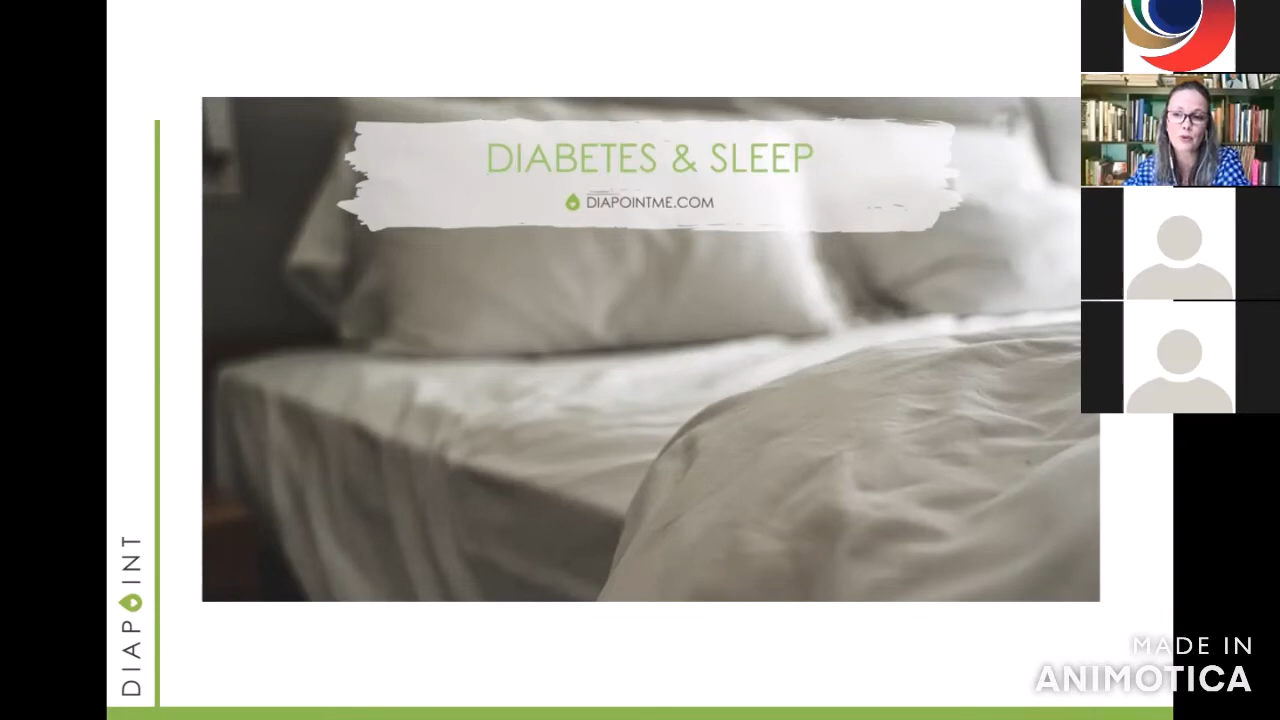 DIABETES & SLEEP
DIAPOINTME.COM
DIAPOINT
MADE IN
ANIMOTICA